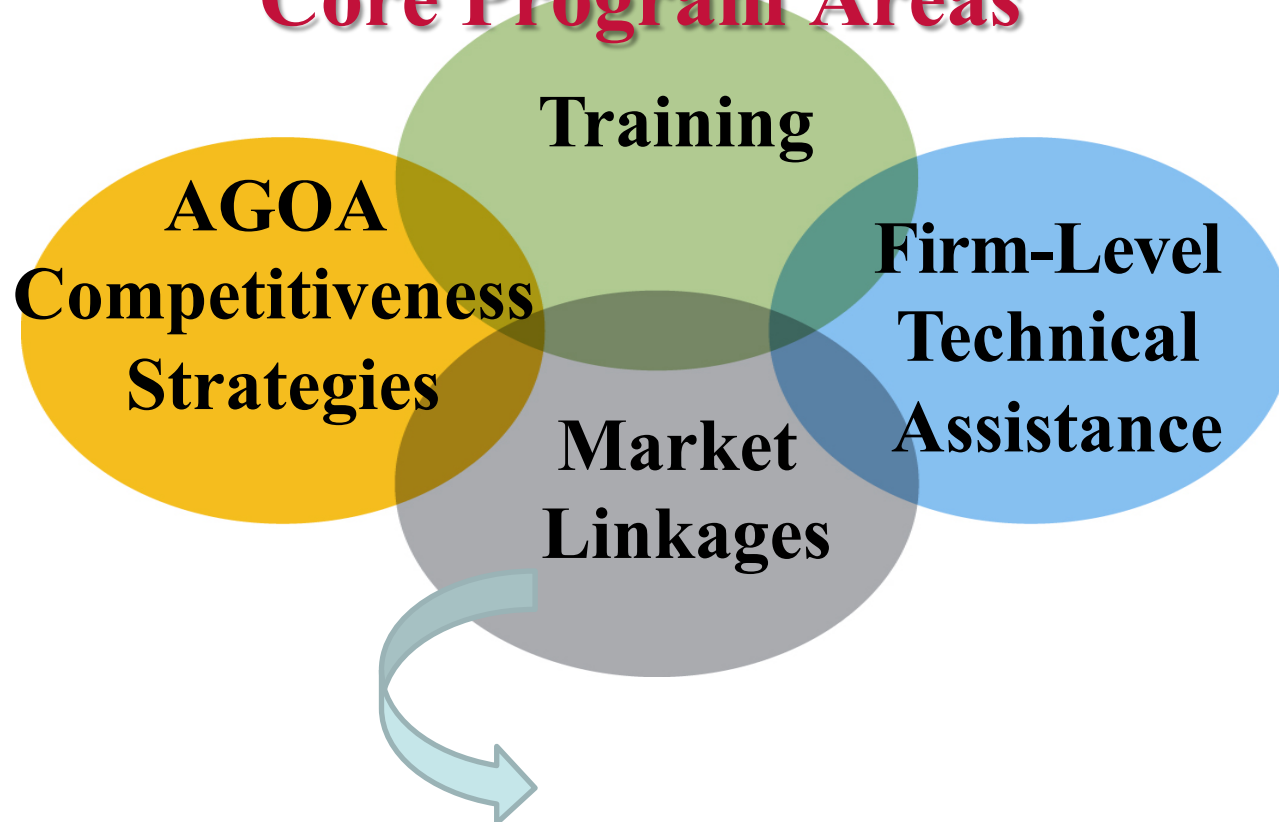 Core Program Areas
Training
AGOA
Competitiveness
Strategies
Firm-Level
Technical
Assistance
Market
Linkages